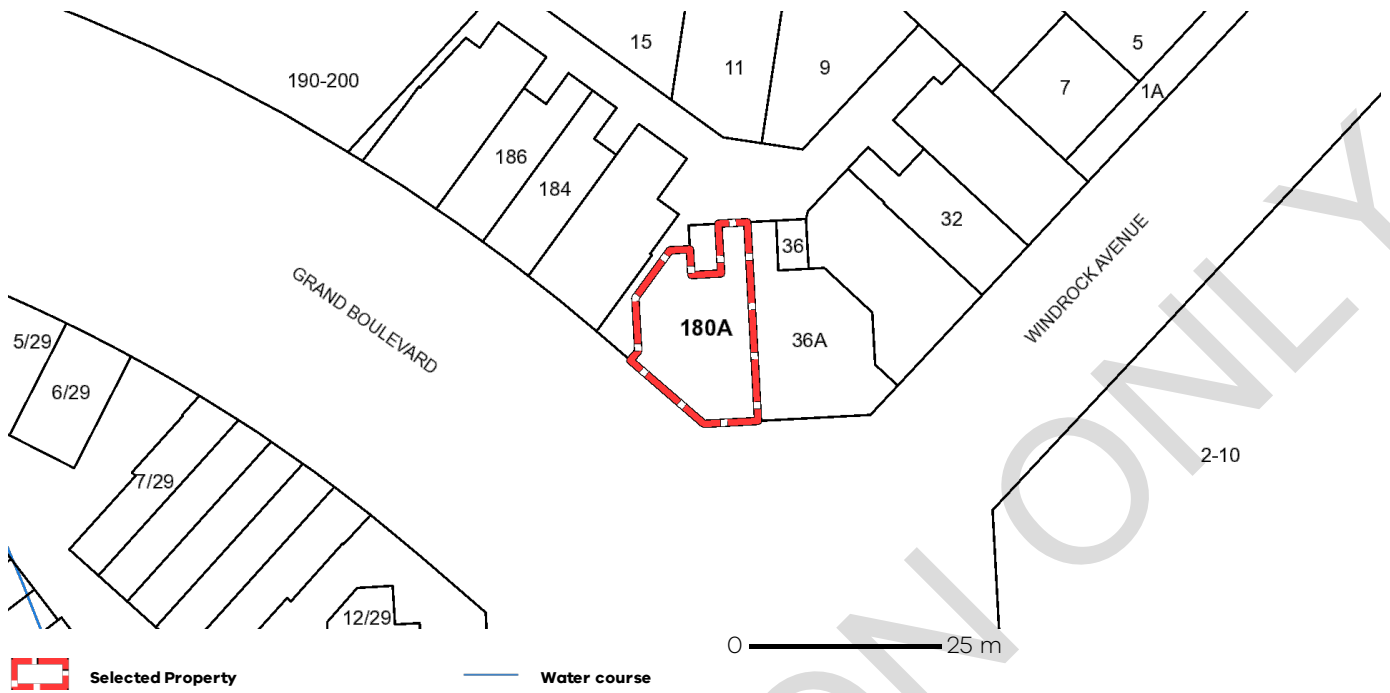 15
5
11
9
190-200
7
1A
186
184
32
36
GRAND BOULEVARD
WINDROCK AVENUE
180A
36A
5/29
6/29
2-10
7/29
12/29
0 25 m
Selected Property
Water course
ON ONLY